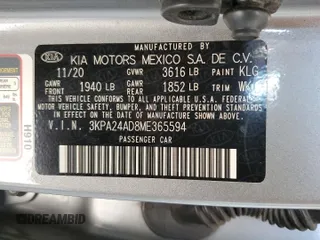 MANUFACTURED BY
KIA KIA MOTORS MEXICO S.A. DE C.V.
11/20 GVWR 3616 LB PAINT KLG
GAWR FRONT 1940 LB GAWR REAR 1852 LB TRIM WK
THIS VEHICLE CONFORMS TO ALL APPLICABLE U.S. FEDERAL MOTOR VEHICLE
SAFETY, BUMPER, AND THEFT PREVENTION STANDARDS IN
EFFECT ON THE DATE OF MANUFACTURE SHOWN ABOVE.
V.I.N. 3KPA24AD8ME365594
PASSENGER CAR
H910
DREAMBID